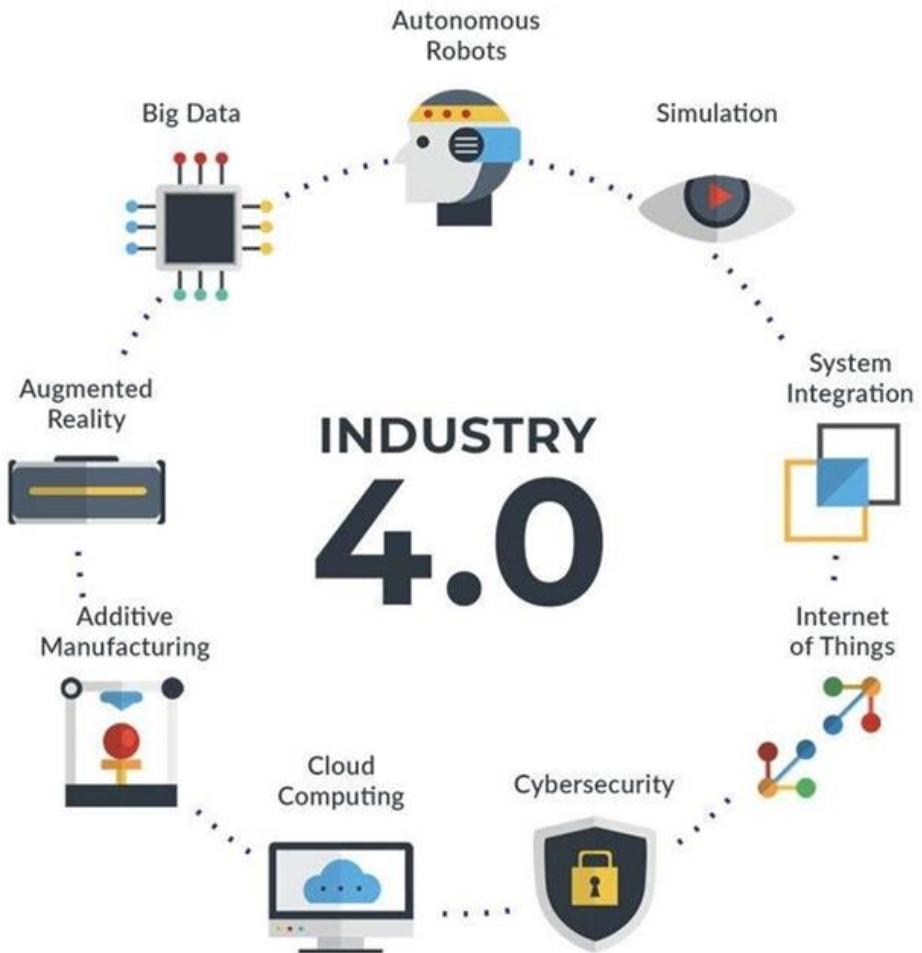 Autonomous
Robots
Big Data
Simulation
Augmented
Reality
System
Integration
INDUSTRY
4.0
Additive
Manufacturing
Internet
of Things
Cloud
Computing
Cybersecurity